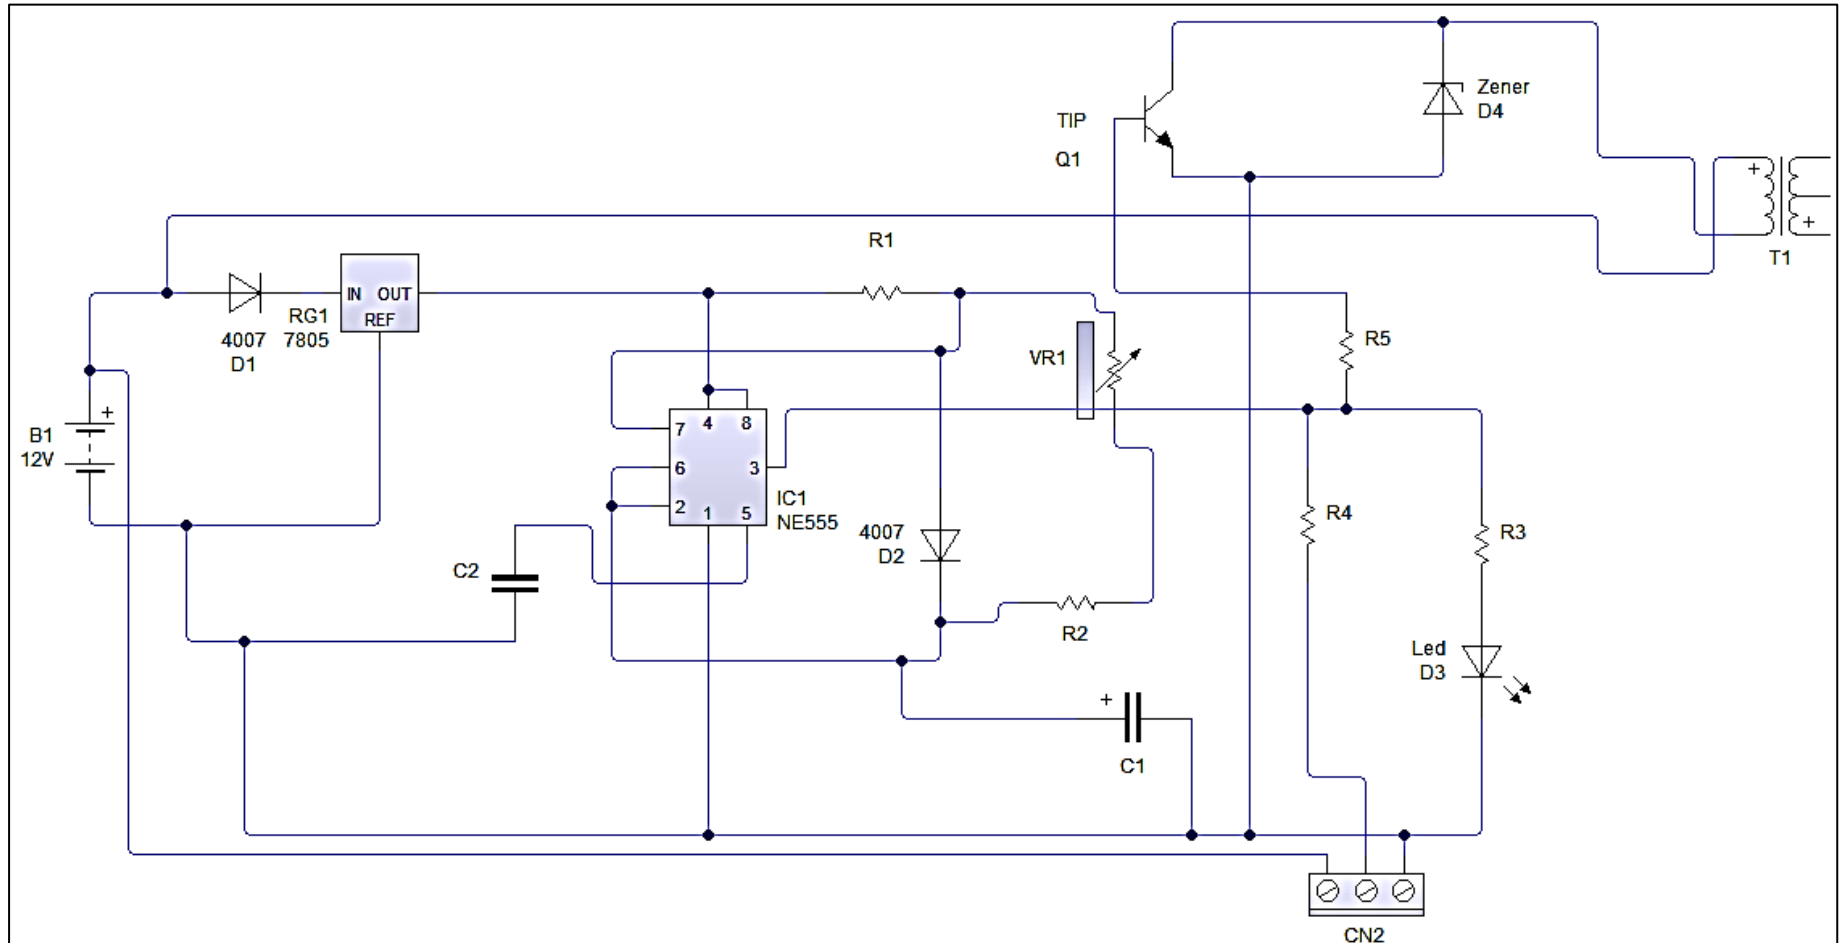 Zener
D4
TIP
Q1
+
+
T1
R1
IN OUT
REF
RG1
7805
4007
D1
R5
VR1
+
B1
12V
4 8
7
6 3
2
1 5
IC1
NE555
R4
R3
4007
D2
C2
R2
Led
D3
+
C1
CN2